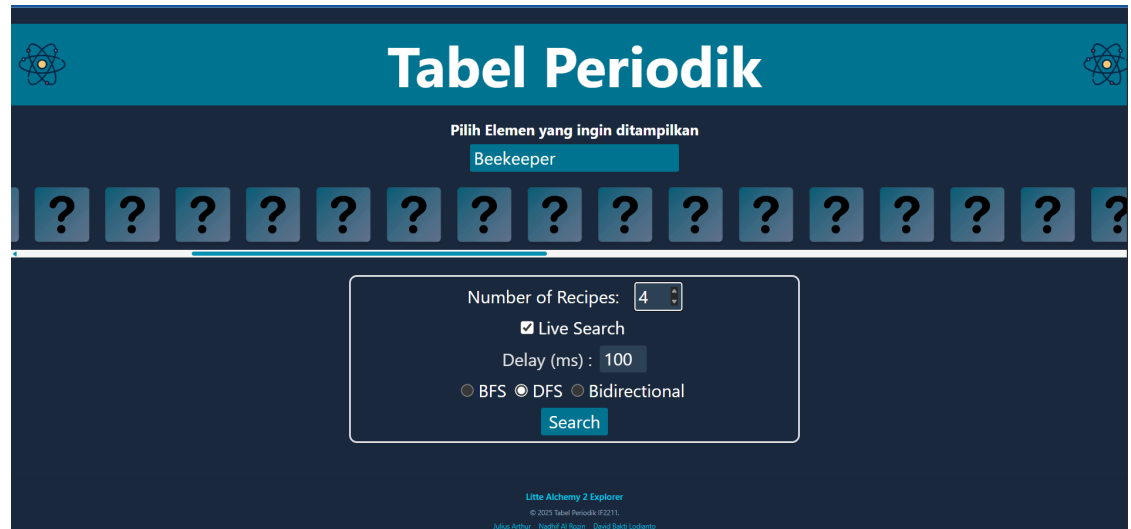 Tabel Periodik
Pilih Elemen yang ingin ditampilkan
Beekeeper
? ? ? ? ? ? ? ? ? ? ? ? ? ? ? ?
Number of Recipes: 4
Live Search
Delay (ms) : 100
BFS DFS Bidirectional
Search
Litte Alchemy 2 Explorer
© 2025 Tabel Periodik IF2211.
Julius Arthur Nadhif Al Rozin David Bakti Lodianto